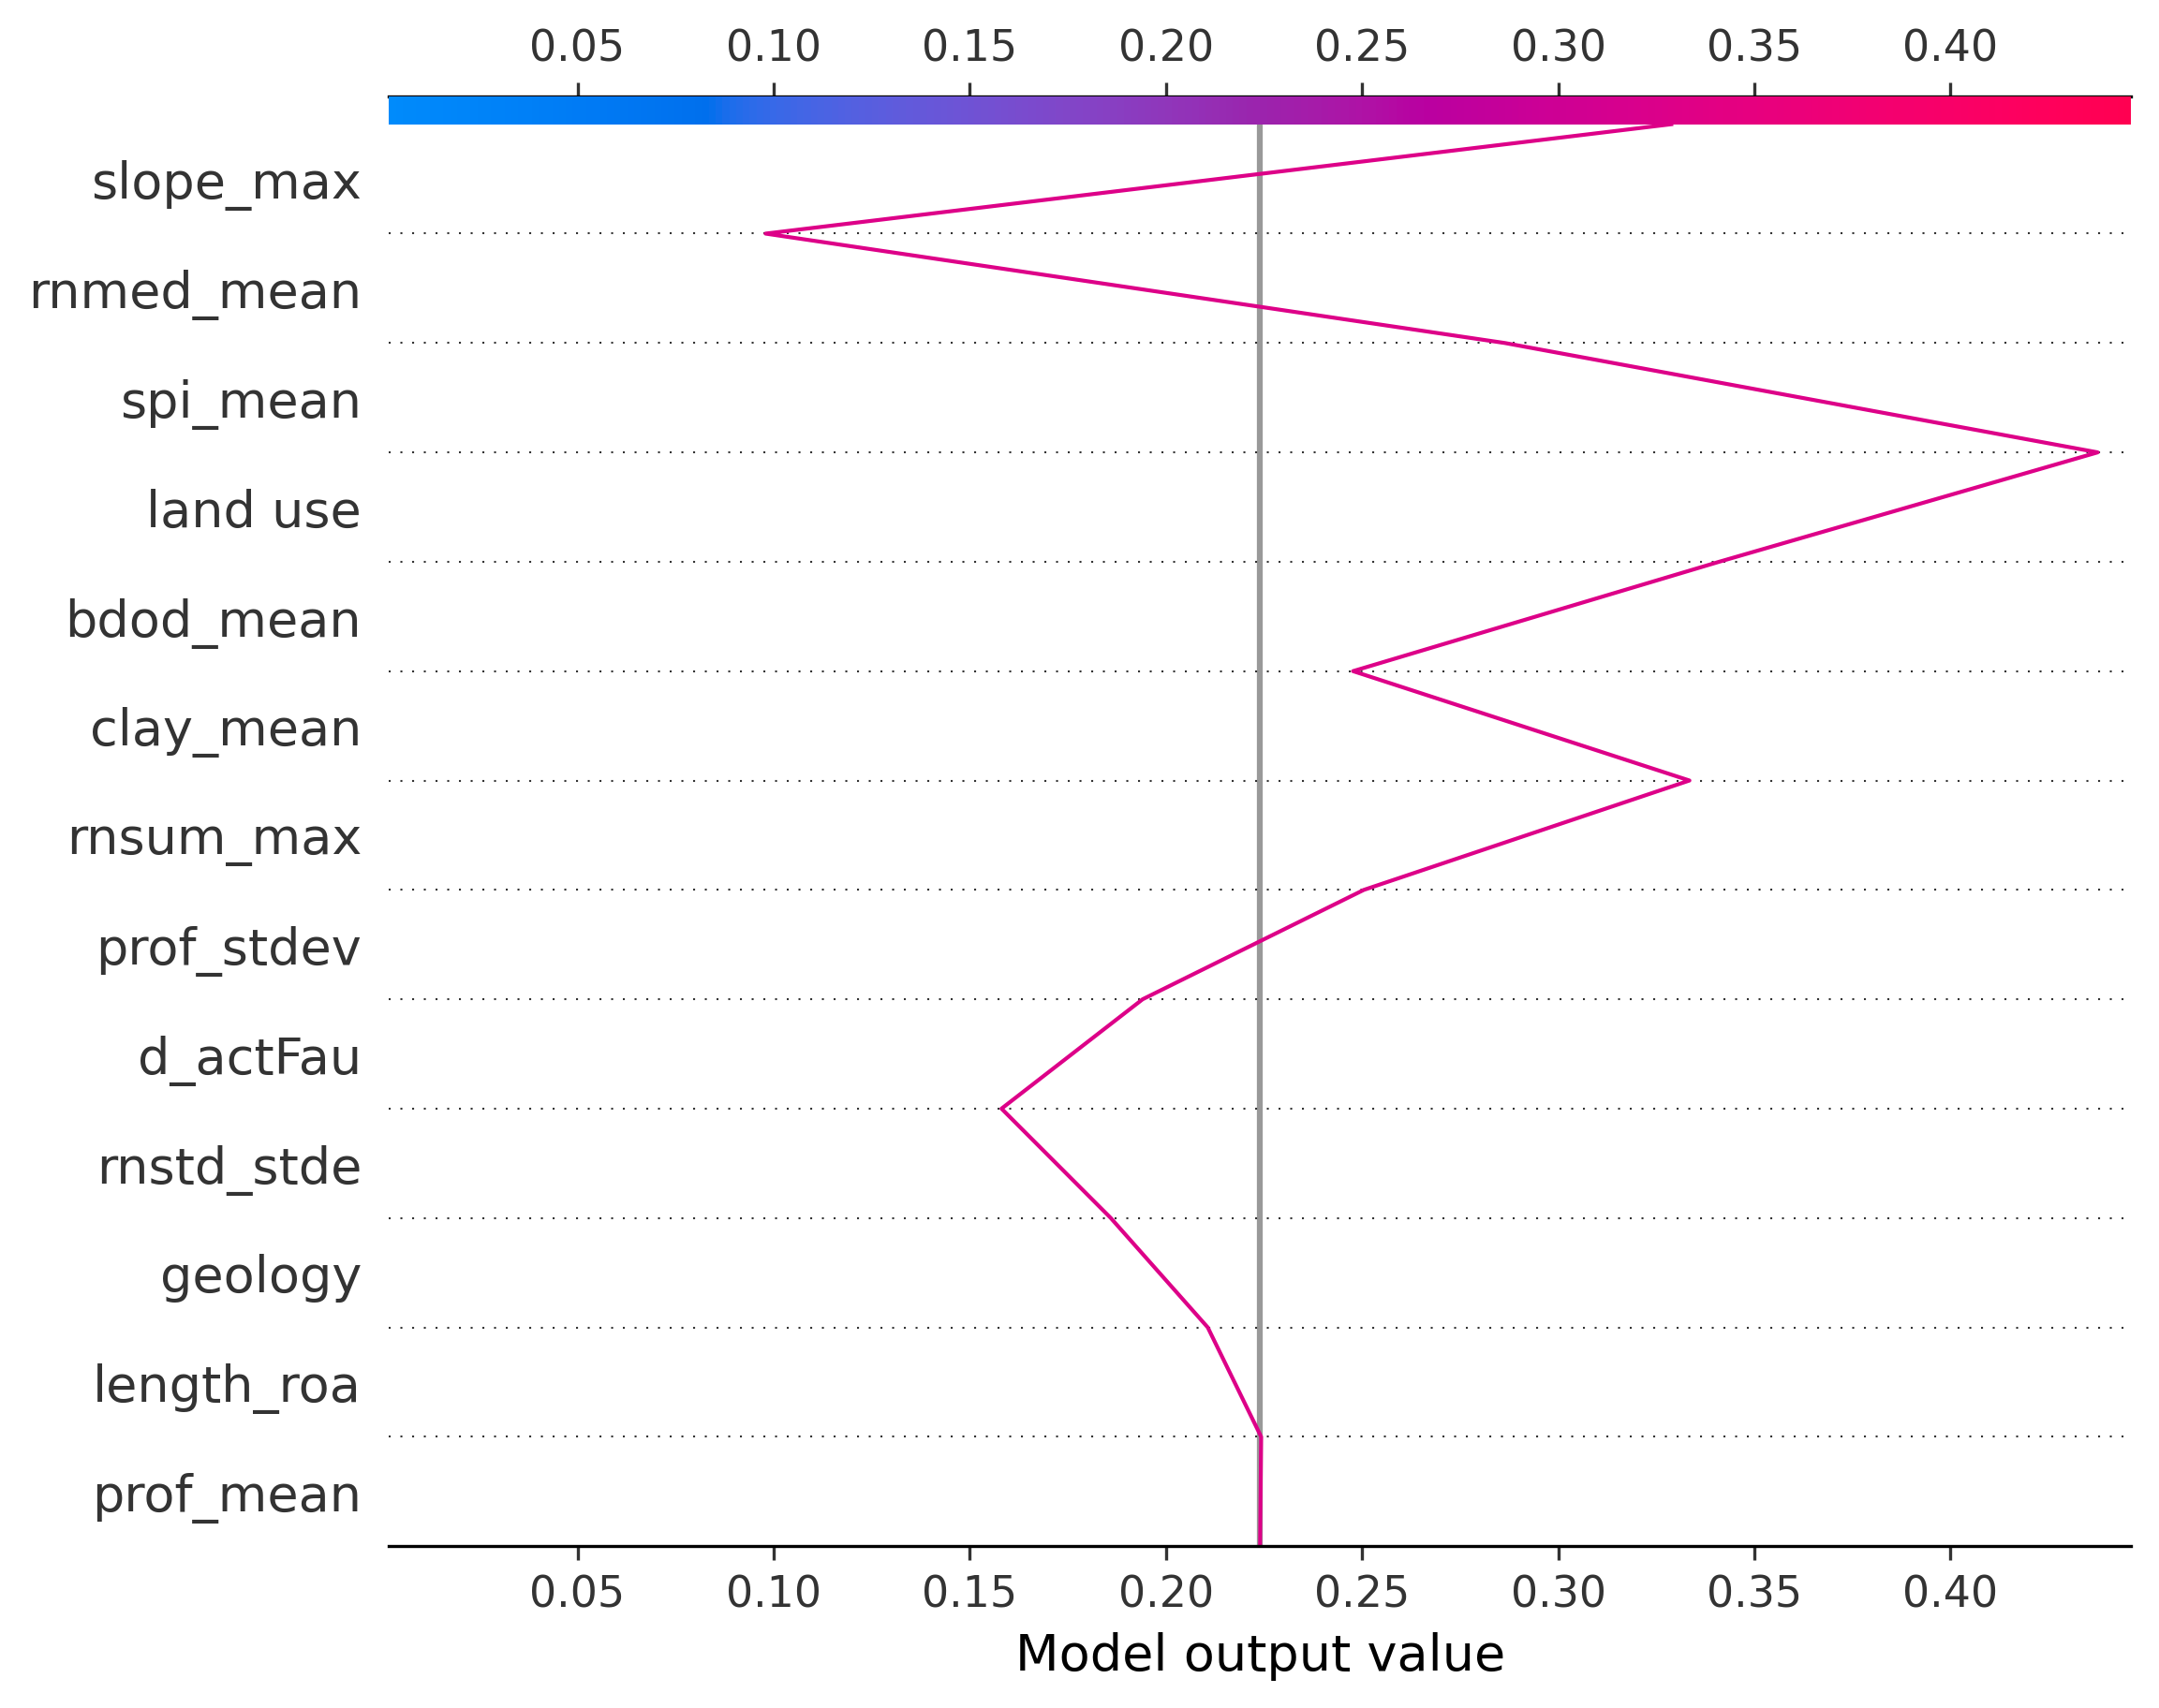 0.05 0.10 0.15 0.20 0.25 0.30 0.35 0.40
slope_max
rnmed_mean
spi_mean
land use
bdod_mean
clay_mean
rnsum_max
prof_stdev
d_actFau
rnstd_stde
geology
length_roa
prof_mean
0.05 0.10 0.15 0.20 0.25 0.30 0.35 0.40
Model output value